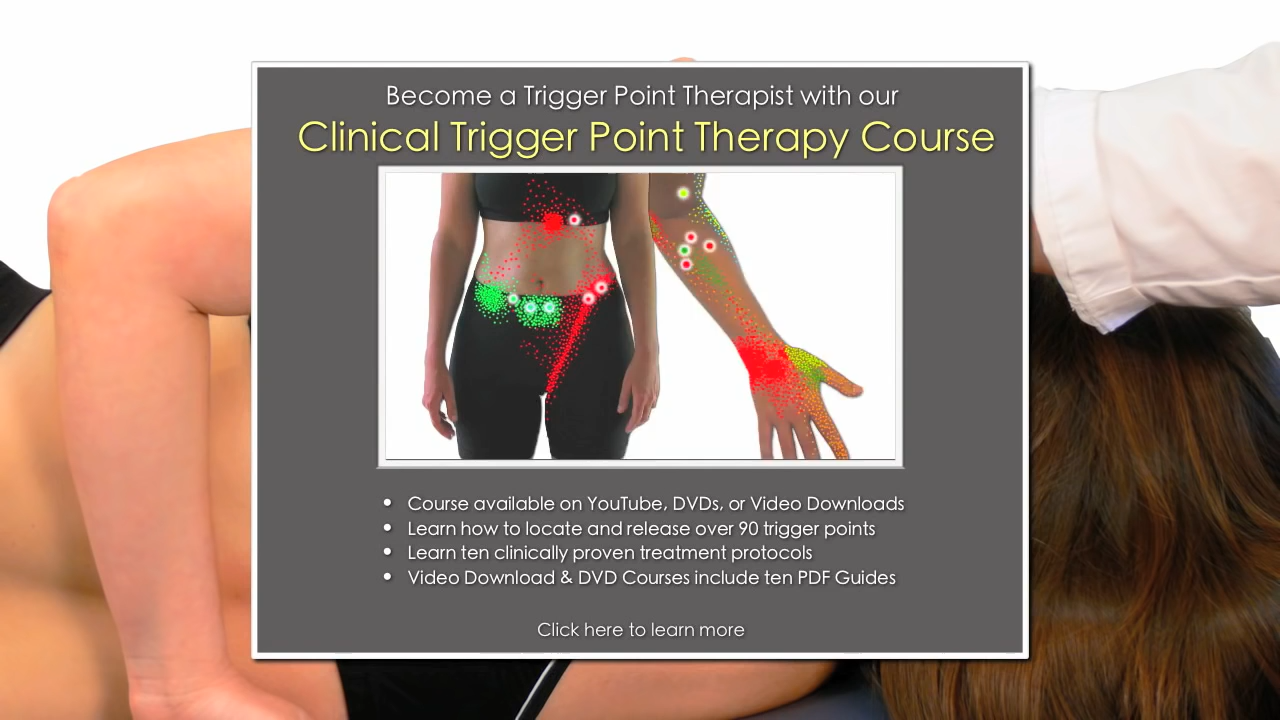 Become a Trigger Point Therapist with our
Clinical Trigger Point Therapy Course
• Course available on YouTube, DVDs, or Video Downloads
• Learn how to locate and release over 90 trigger points
• Learn ten clinically proven treatment protocols
• Video Download & DVD Courses include ten PDF Guides
Click here to learn more